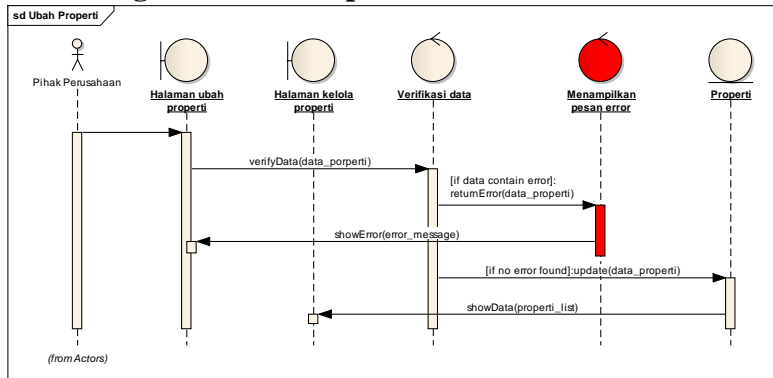 sd Ubah Properti
Pihak Perusahaan
Halaman ubah
properti
Halaman kelola
properti
Verifikasi data
Menampilkan
pesan error
Properti
verifyData(data_porperti)
[if data contain error]:
returnError(data_properti)
showError(error_message)
[if no error found]:update(data_properti)
showData(properti_list)
(from Actors)